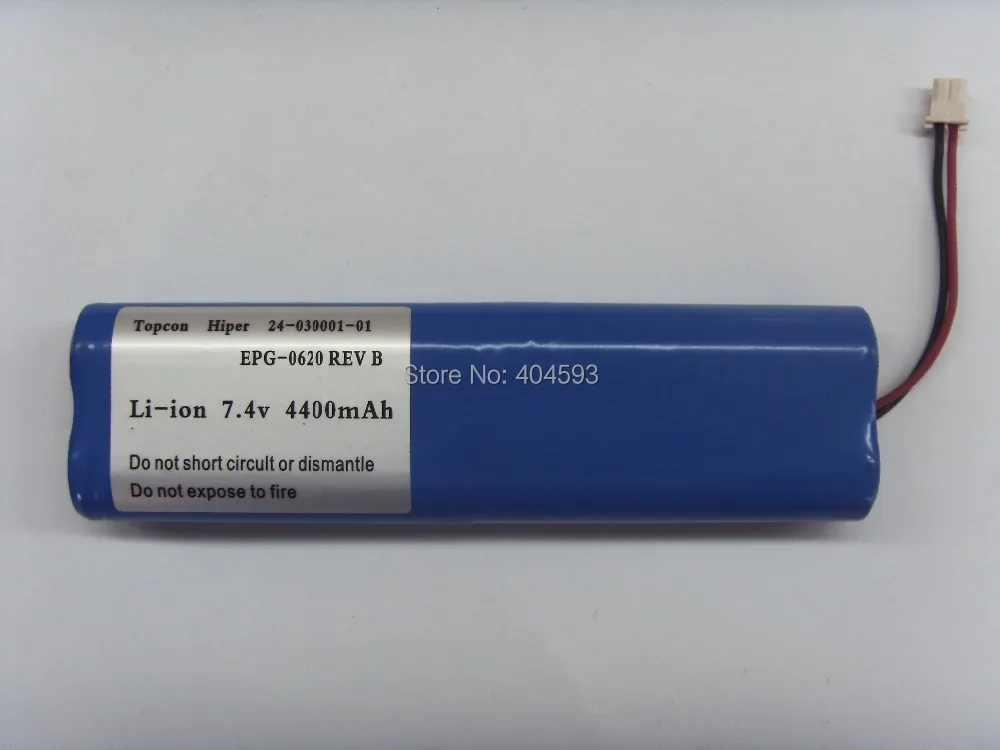 Topcon Hiper 24-030001-01
EPG-0620 REV B
Store No: 404593
Li-ion 7.4v 4400mAh
Do not short circult or dismantle
Do not expose to fire